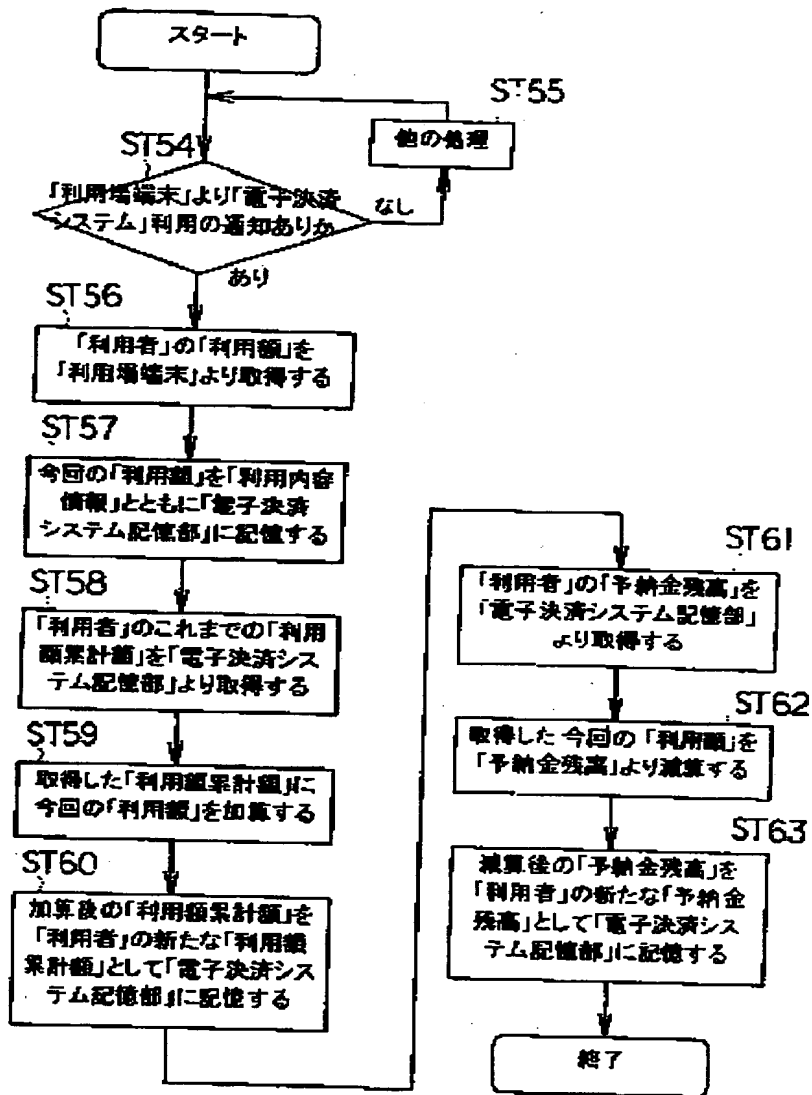 スタート
ST55
他の処理
ST54
「利用場端末」より「電子決済
システム」利用の通知ありか
なし
あり
ST56
「利用者」の「利用額」を
「利用場端末」より取得する
ST57
今回の「利用額」を「利用内容
情報」とともに「電子決済
システム記憶部」に記憶する
ST58
「利用者」のこれまでの「利用
額累計額」を「電子決済シス
テム記憶部」より取得する
ST59
取得した「利用額累計額」に
今回の「利用額」を加算する
ST60
加算後の「利用額累計額」を
「利用者」の新たな「利用額
累計額」として「電子決済シス
テム記憶部」に記憶する
ST61
「利用者」の「予納金残高」を
「電子決済システム記憶部」
より取得する
ST62
取得した今回の「利用額」を
「予納金残高」より減算する
ST63
減算後の「予納金残高」を
「利用者」の新たな「予納金
残高」として「電子決済シス
テム記憶部」に記憶する
終了